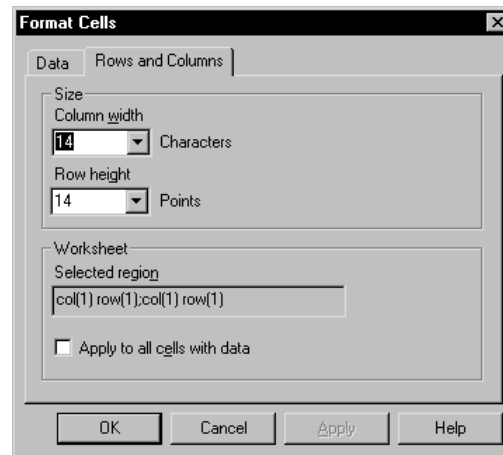 Format Cells
Data Rows and Columns
Size
Column width
14 Characters
Row height
14 Points
Worksheet
Selected region
col(1) row(1);col(1) row(1)
Apply to all cells with data
OK Cancel Apply Help